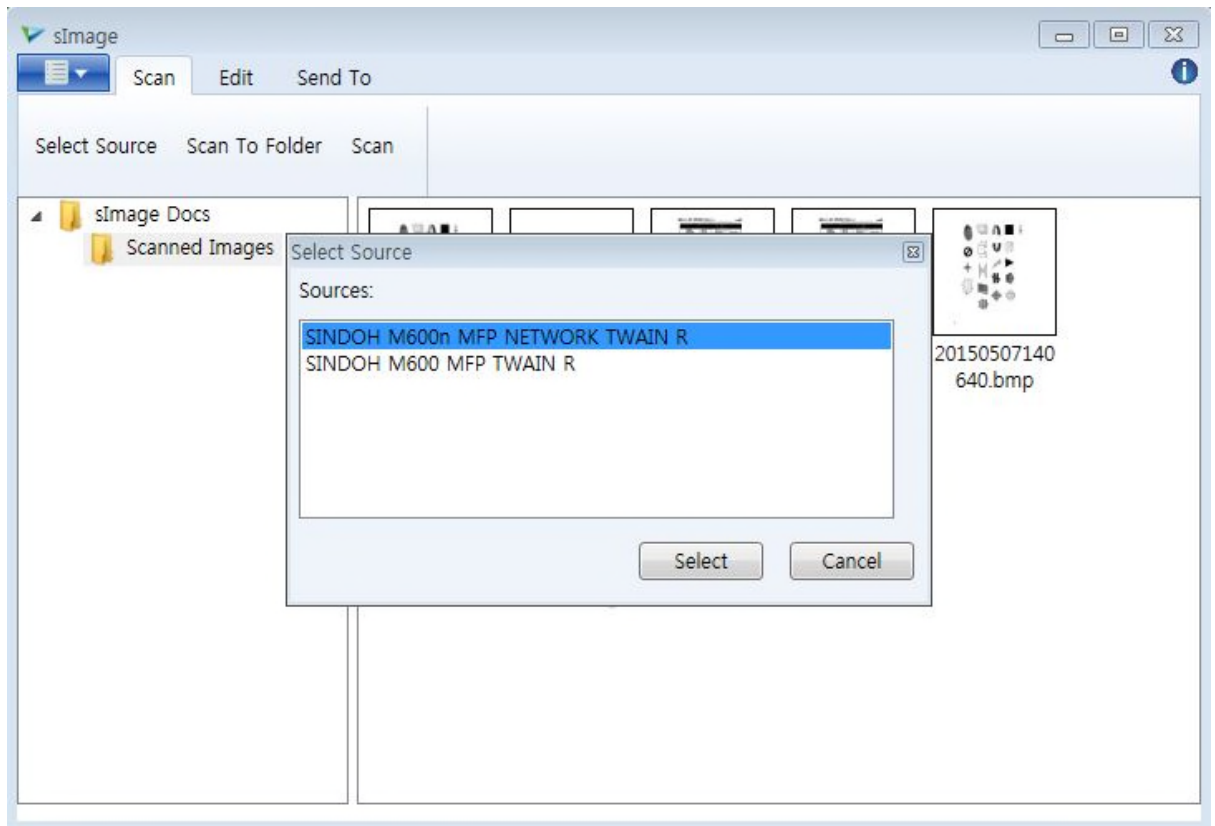 sImage
Scan Edit Send To
Select Source Scan To Folder Scan
sImage Docs
Scanned Images
Select Source
Sources:
SINDOH M600n MFP NETWORK TWAIN R
SINDOH M600 MFP TWAIN R
Select Cancel
20150507140
640.bmp